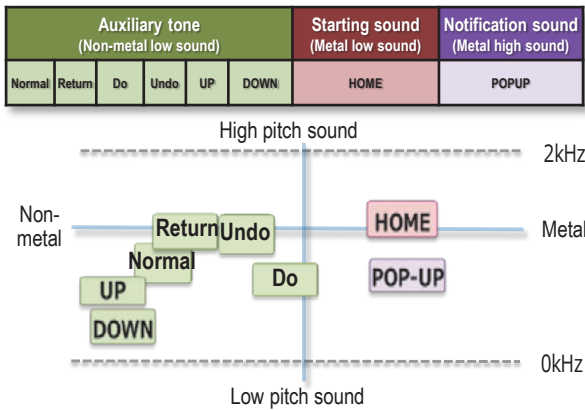 Auxiliary tone
(Non-metal low sound)
Starting sound
(Metal low sound)
Notification sound
(Metal high sound)
Normal Return Do Undo UP DOWN HOME POPUP
High pitch sound
2kHz
Non-
metal
Return Undo HOME Metal
Normal
Do POP-UP
UP
DOWN
0kHz
Low pitch sound